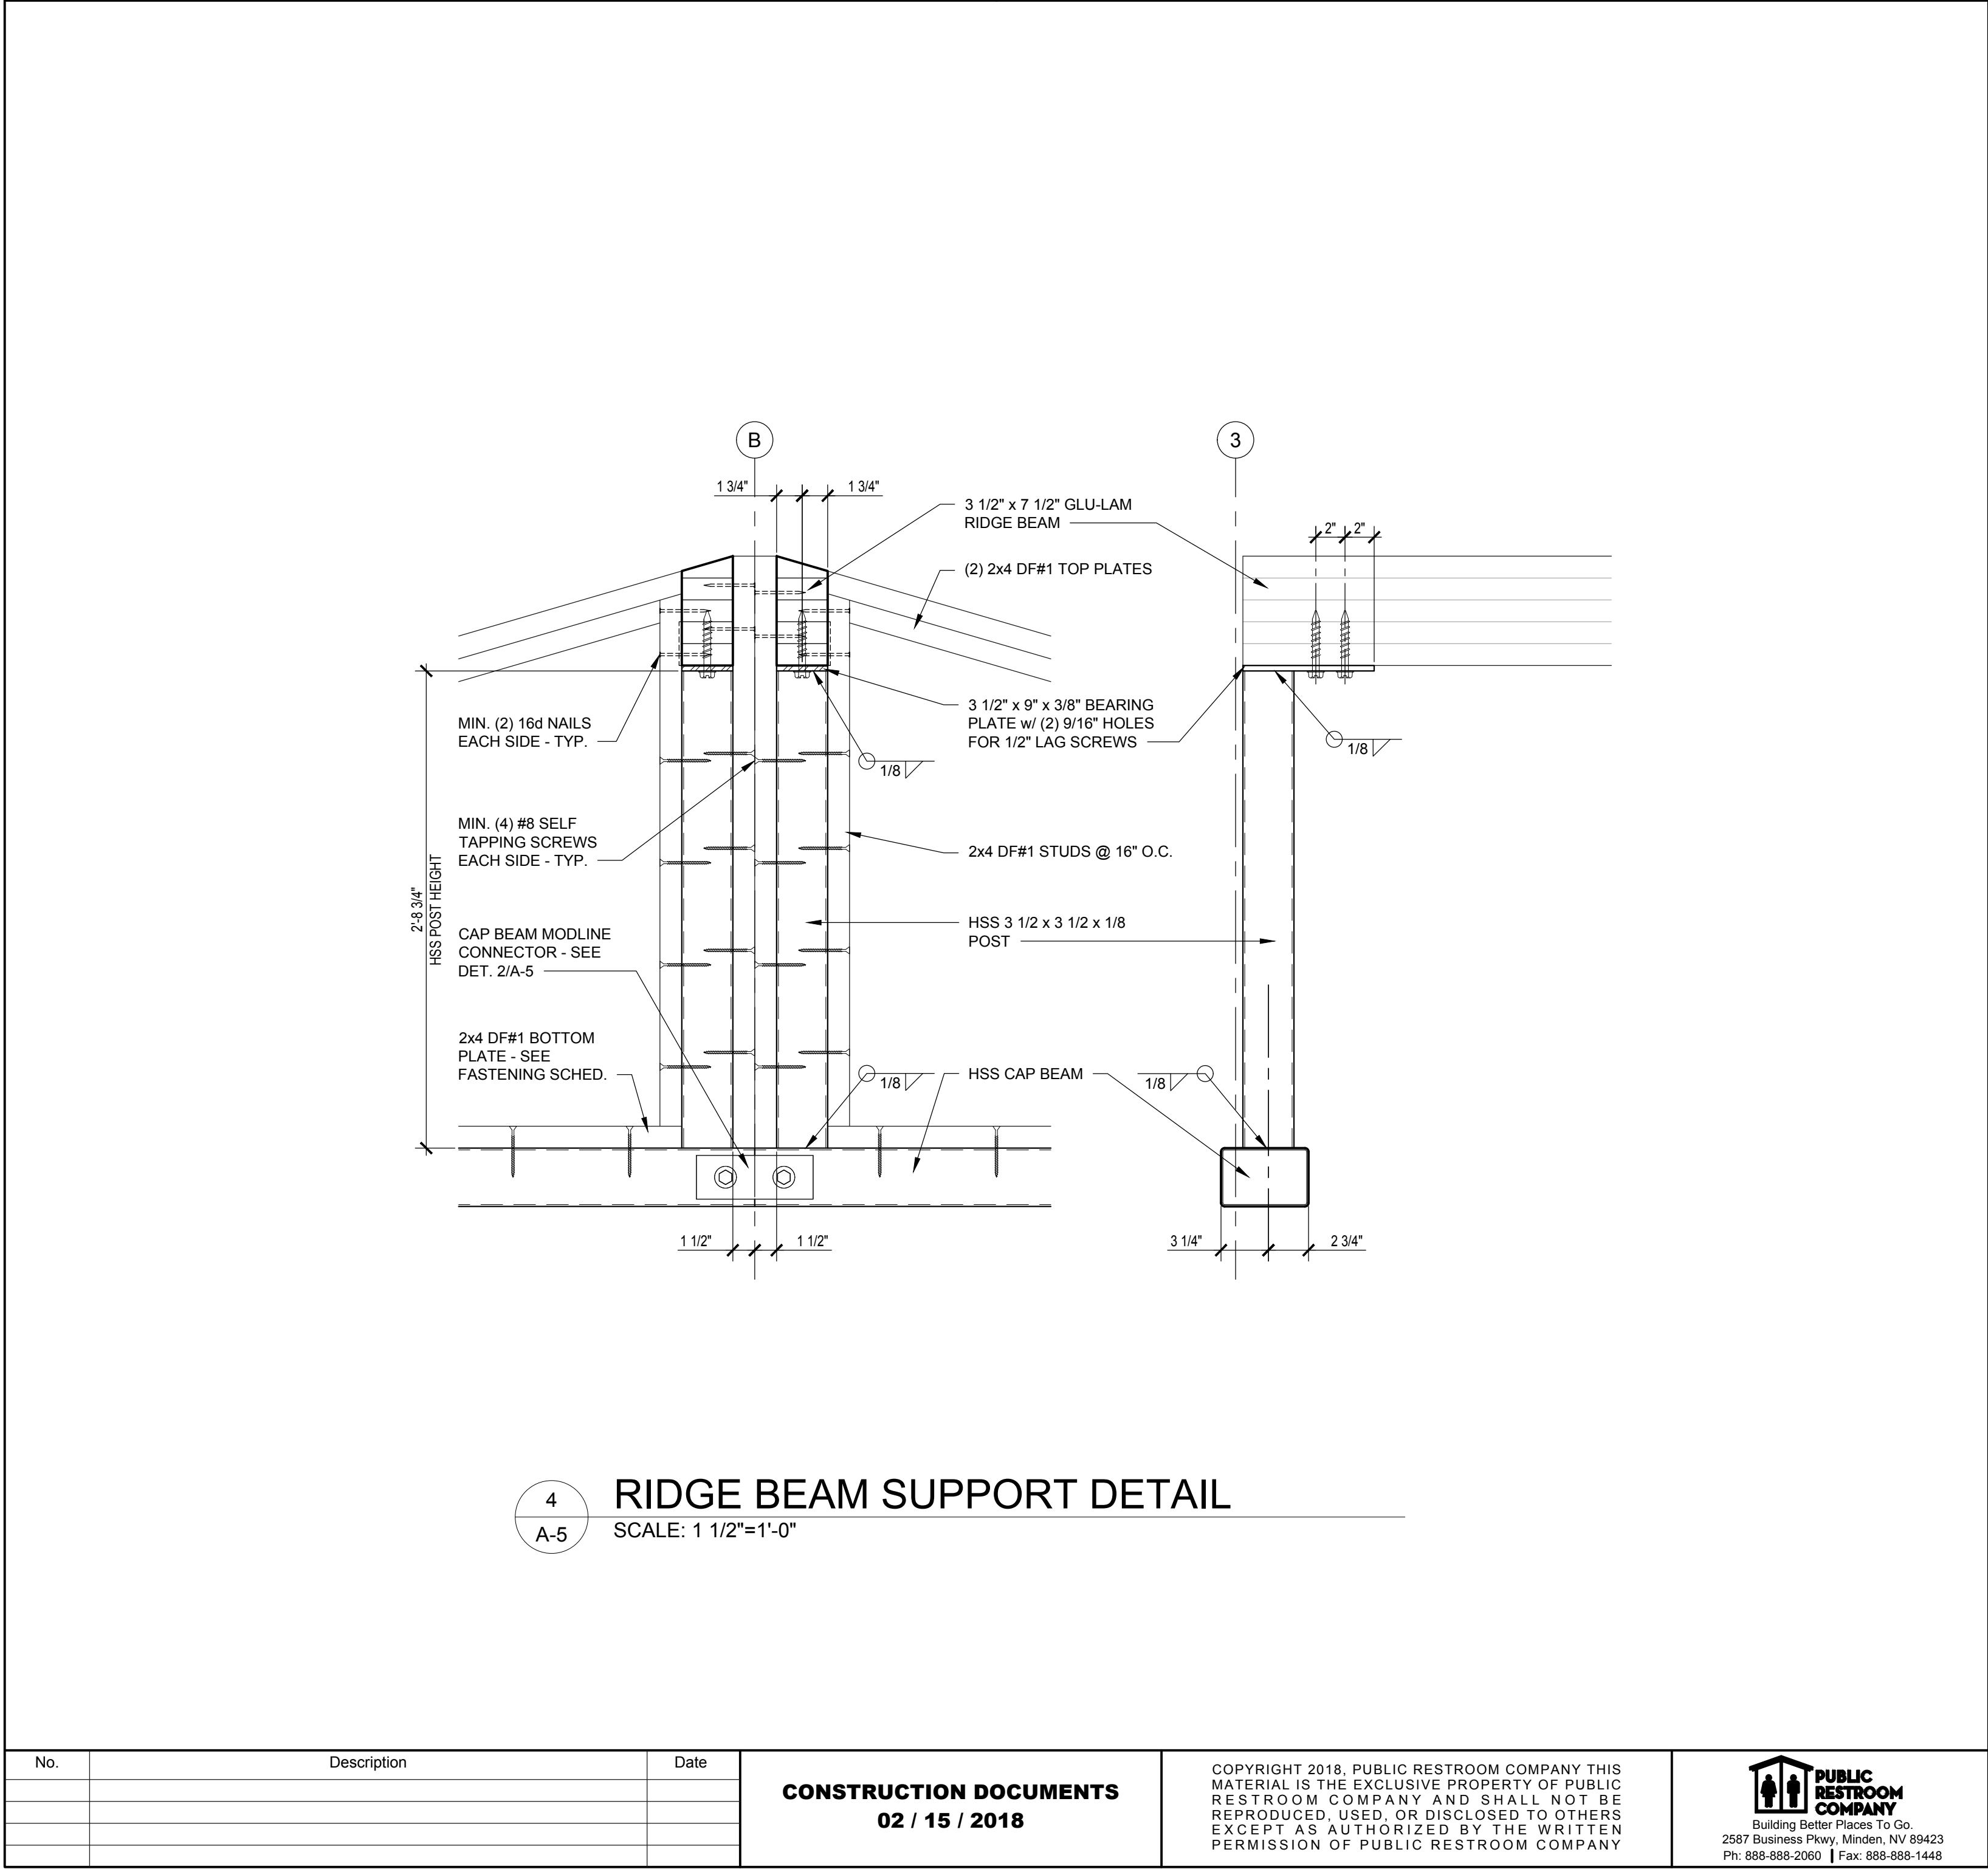 B
3
1 3/4"
1 3/4"
3 1/2" x 7 1/2" GLU-LAM
RIDGE BEAM
2"
2"
(2) 2x4 DF#1 TOP PLATES
3 1/2" x 9" x 3/8" BEARING
PLATE w/ (2) 9/16" HOLES
FOR 1/2" LAG SCREWS
MIN. (2) 16d NAILS
EACH SIDE - TYP.
1/8
1/8
MIN. (4) #8 SELF
TAPPING SCREWS
EACH SIDE - TYP.
2x4 DF#1 STUDS @ 16" O.C.
2'-8 3/4"
HSS POST HEIGHT
HSS 3 1/2 x 3 1/2 x 1/8
POST
CAP BEAM MODLINE
CONNECTOR - SEE
DET. 2/A-5
2x4 DF#1 BOTTOM
PLATE - SEE
FASTENING SCHED.
1/8
HSS CAP BEAM
1/8
1 1/2"
1 1/2"
3 1/4"
2 3/4"
4
A-5
RIDGE BEAM SUPPORT DETAIL
SCALE: 1 1/2"=1'-0"
No.
Description
Date
CONSTRUCTION DOCUMENTS
02 / 15 / 2018
COPYRIGHT 2018, PUBLIC RESTROOM COMPANY THIS
MATERIAL IS THE EXCLUSIVE PROPERTY OF PUBLIC
RESTROOM COMPANY AND SHALL NOT BE
REPRODUCED, USED, OR DISCLOSED TO OTHERS
EXCEPT AS AUTHORIZED BY THE WRITTEN
PERMISSION OF PUBLIC RESTROOM COMPANY
PUBLIC
RESTROOM
COMPANY
Building Better Places To Go.
2587 Business Pkwy, Minden, NV 89423
Ph: 888-888-2060 | Fax: 888-888-1448